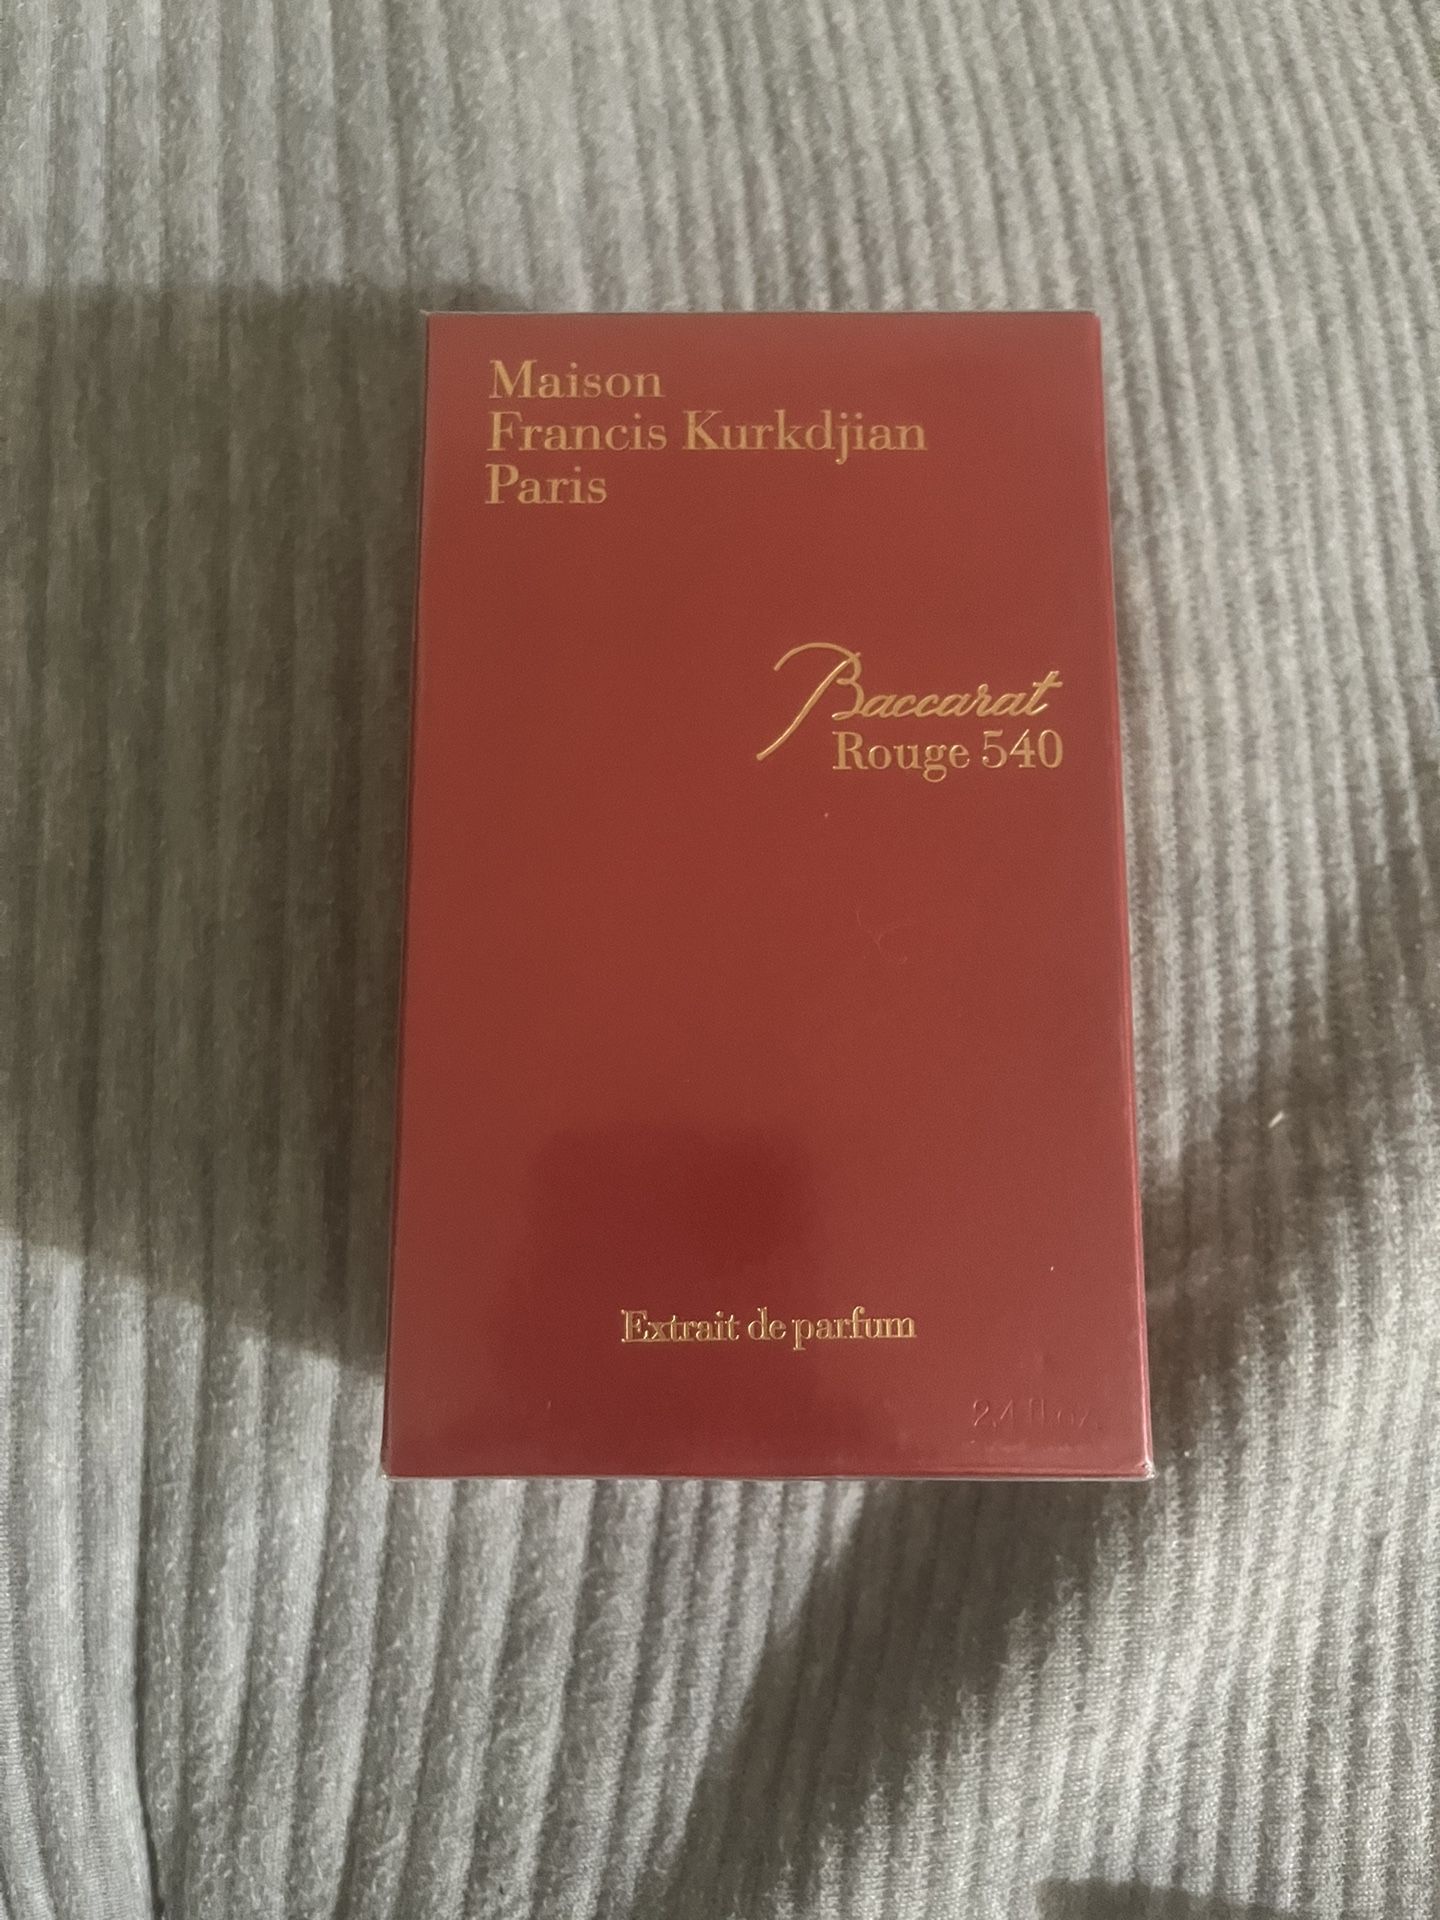 Maison
Francis Kurkdjian
Paris
Baccarat
Rouge 540
Extrait de parfum
2.4 fl.oz.